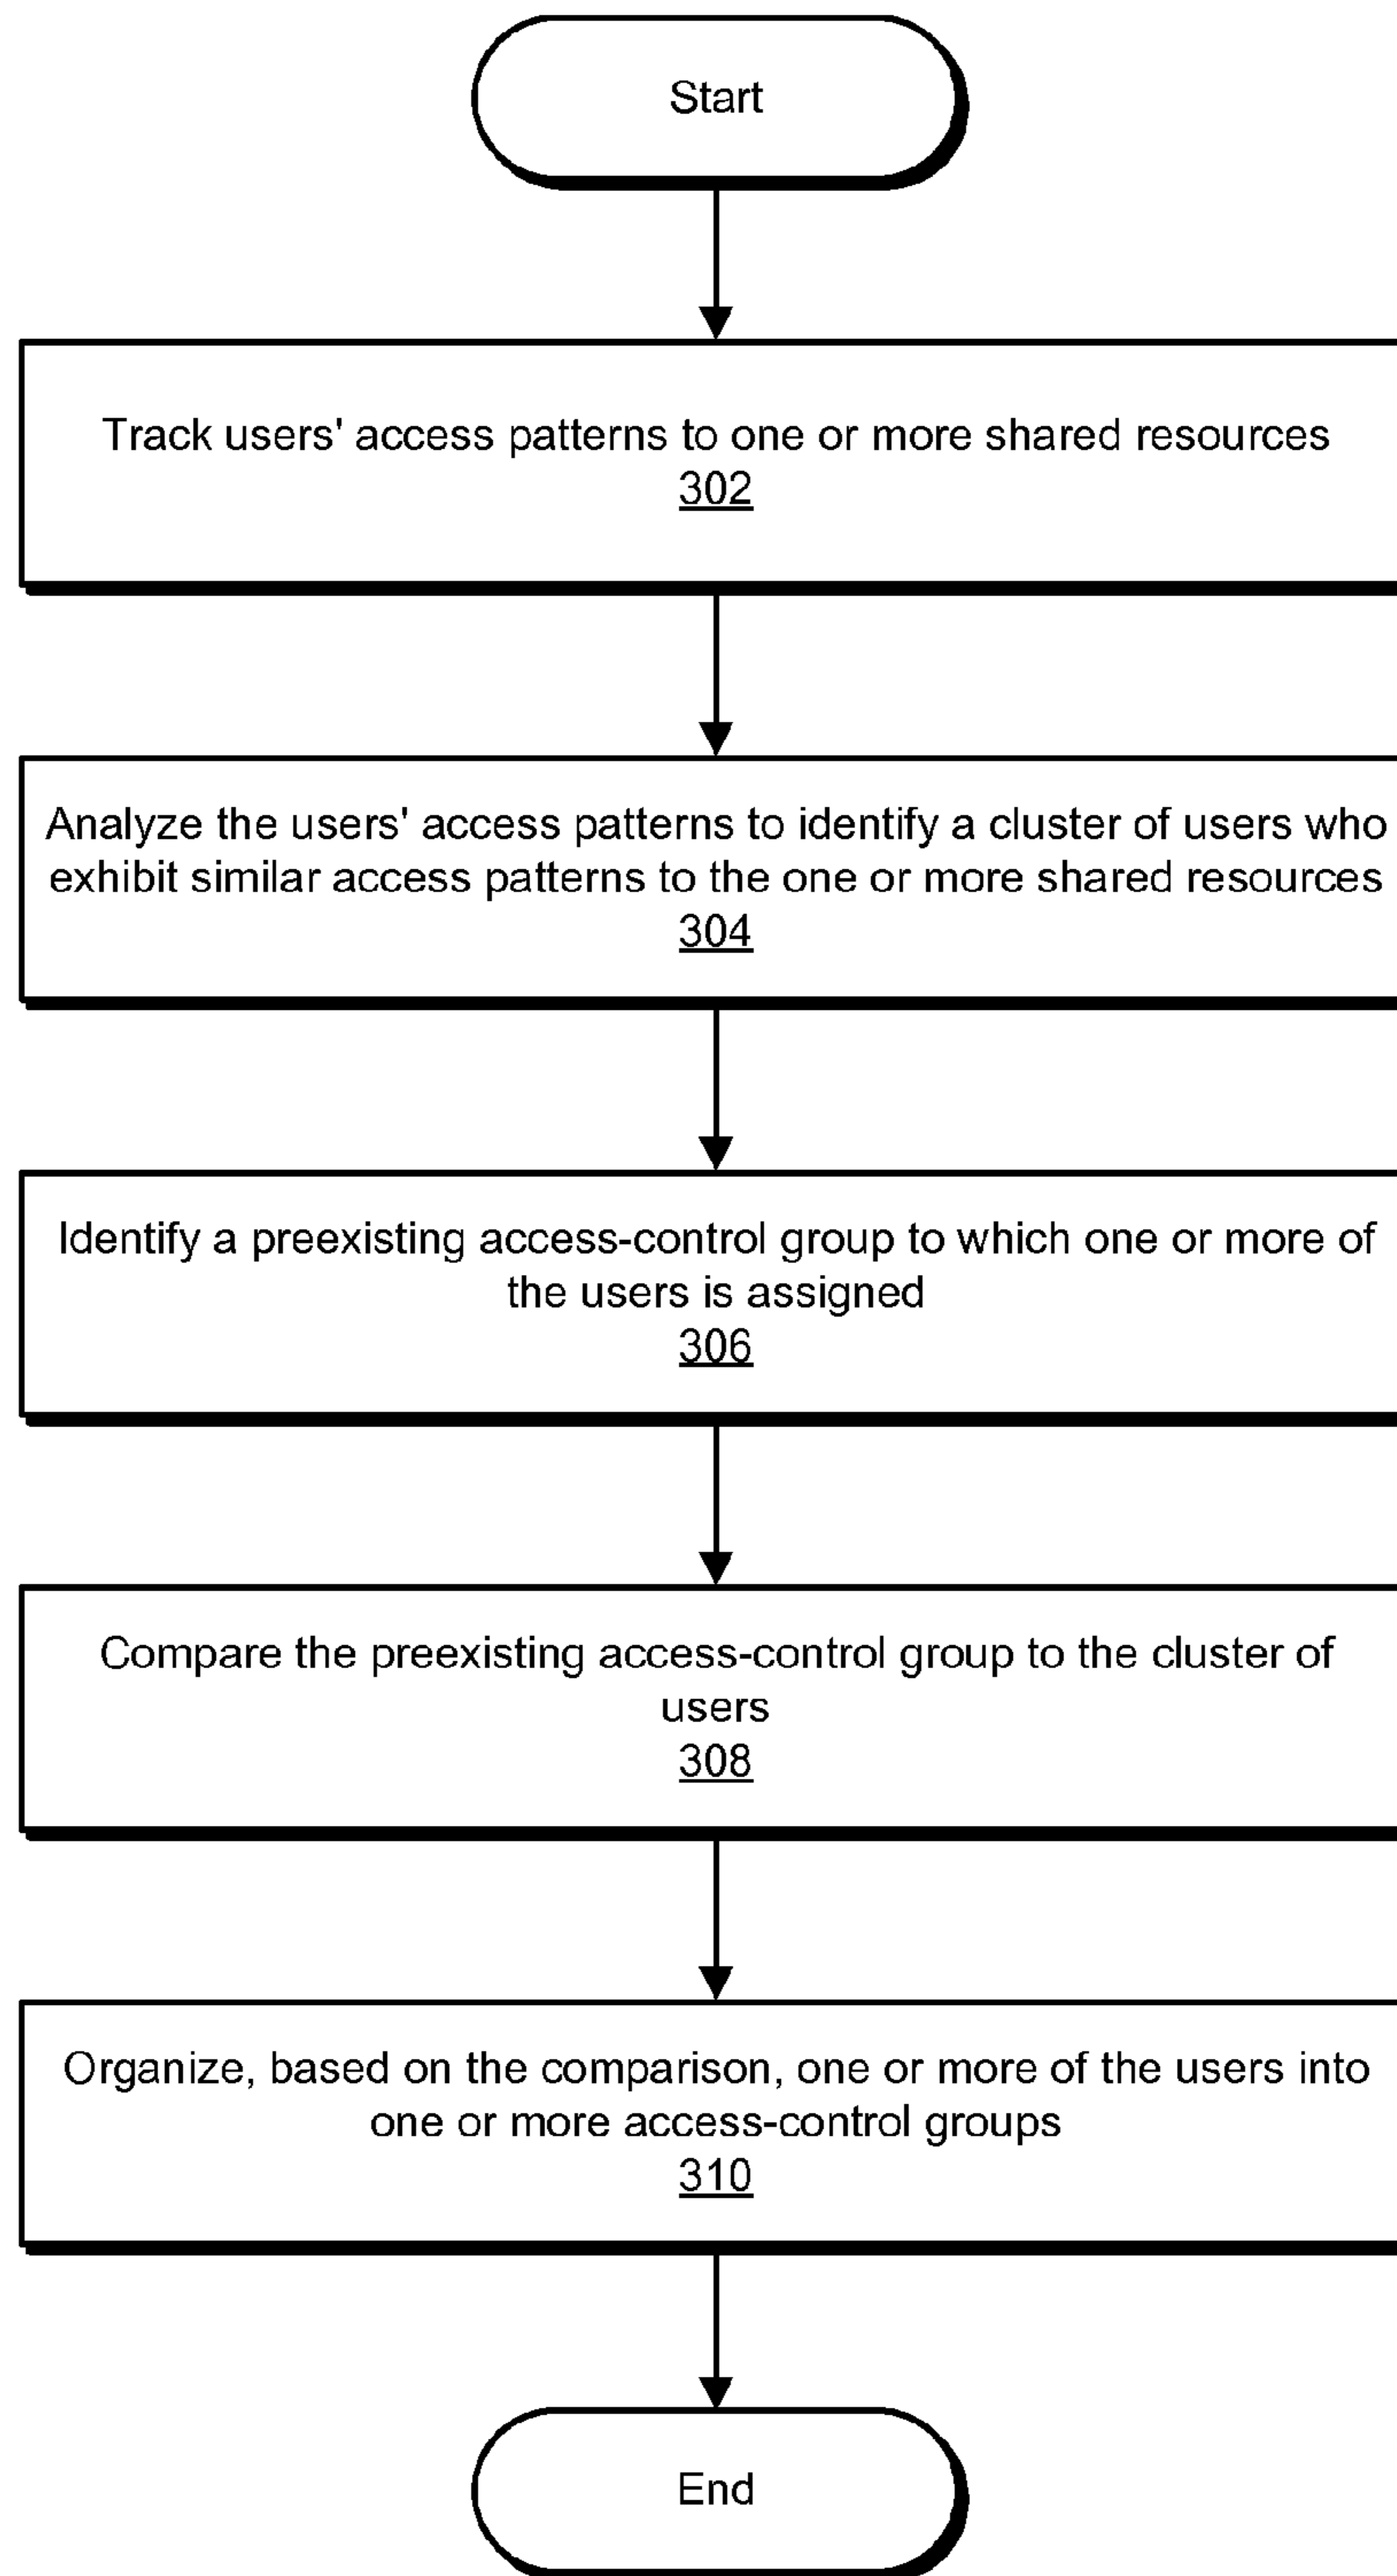 Start
Track users' access patterns to one or more shared resources
302
Analyze the users' access patterns to identify a cluster of users who
exhibit similar access patterns to the one or more shared resources
304
Identify a preexisting access-control group to which one or more of
the users is assigned
306
Compare the preexisting access-control group to the cluster of
users
308
Organize, based on the comparison, one or more of the users into
one or more access-control groups
310
End